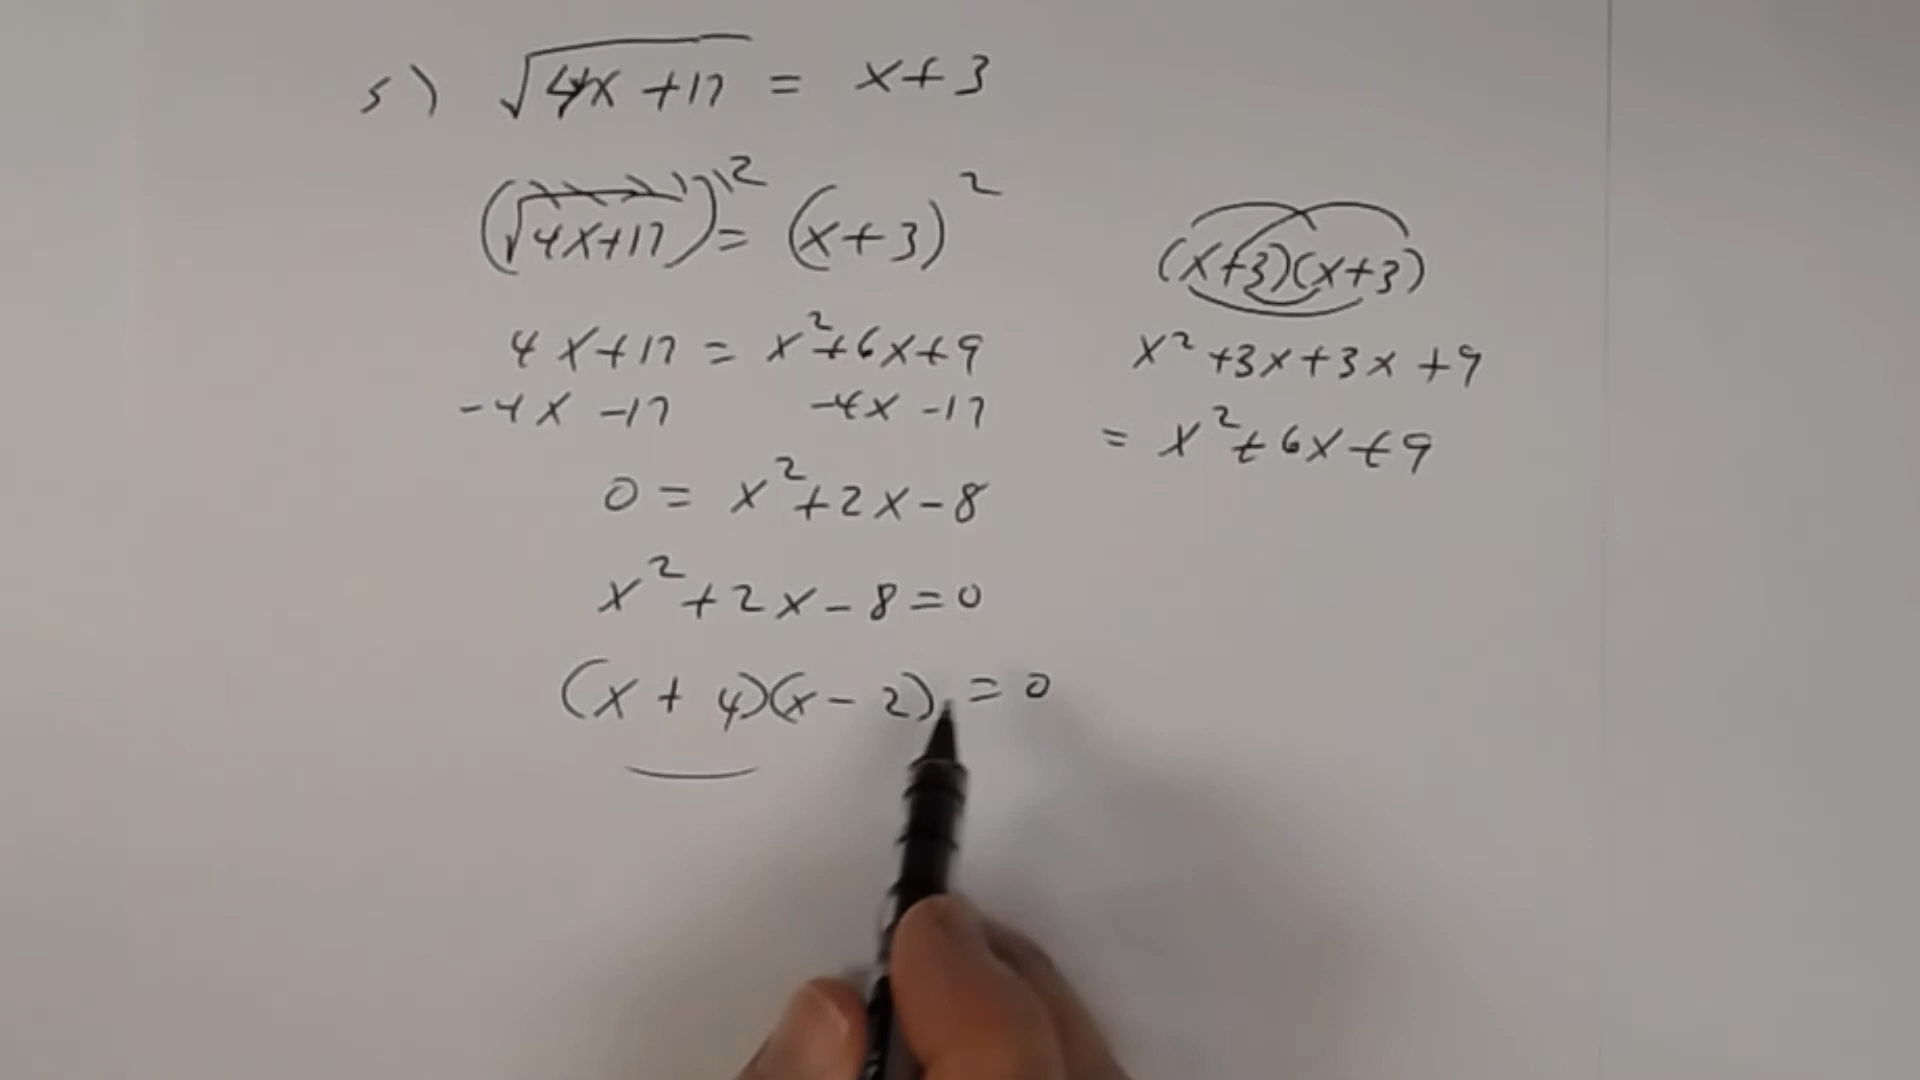 5) √4x+17 = x+3
(√4x+17)² = (x+3)²
4x+17 = x²+6x+9
-4x -17 -4x -17
0 = x²+2x-8
x²+2x-8=0
(x + 4)(x - 2) = 0
(x+3)(x+3)
x²+3x+3x+9
= x²+6x+9